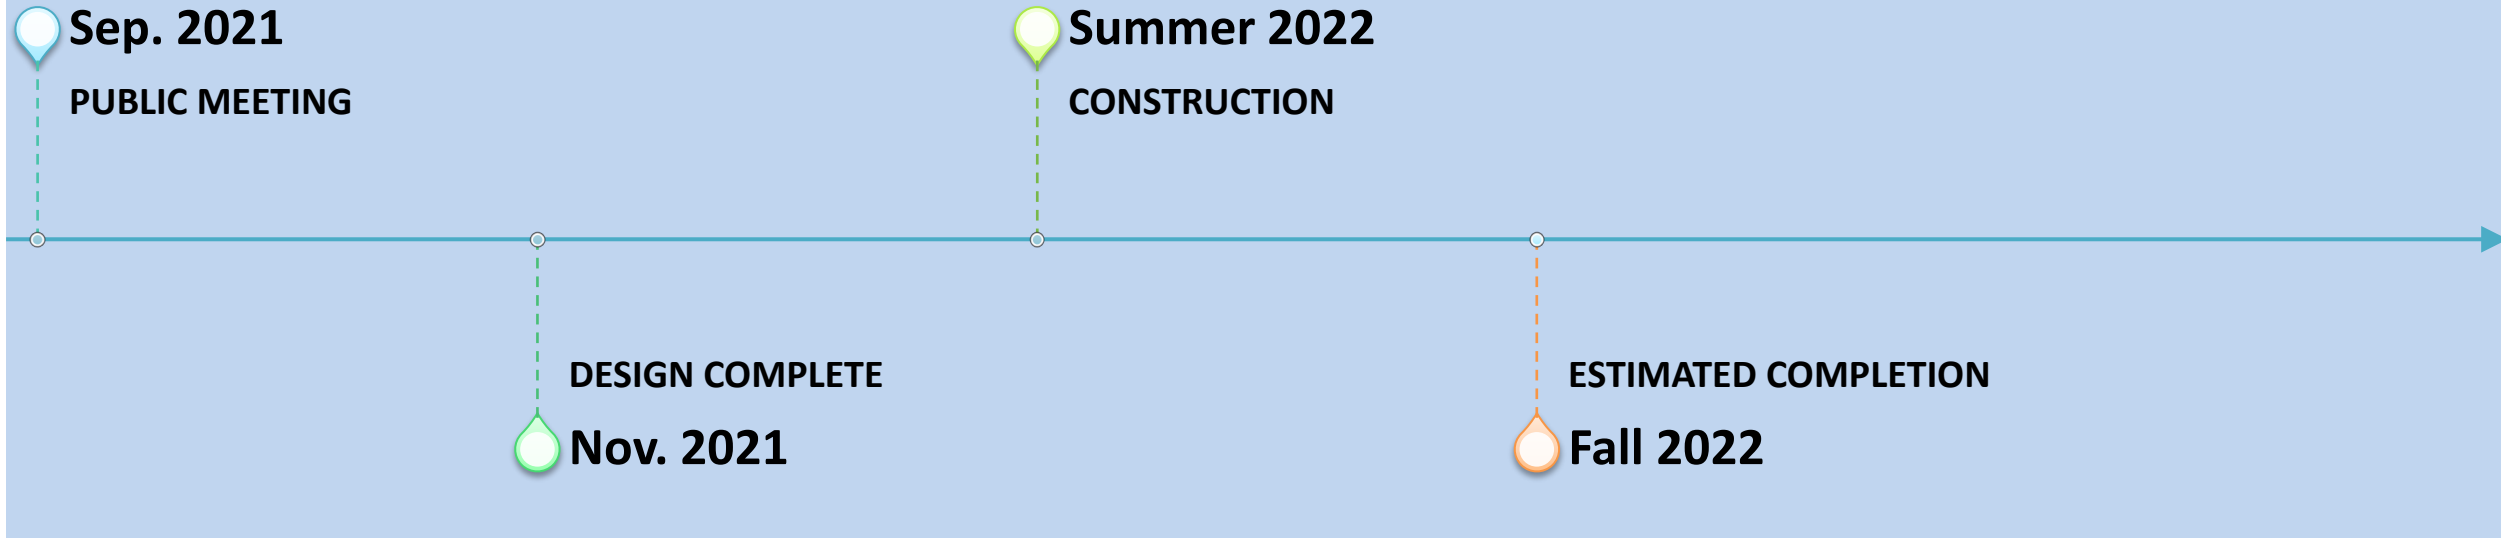 Sep. 2021
PUBLIC MEETING
DESIGN COMPLETE
Nov. 2021
Summer 2022
CONSTRUCTION
ESTIMATED COMPLETION
Fall 2022